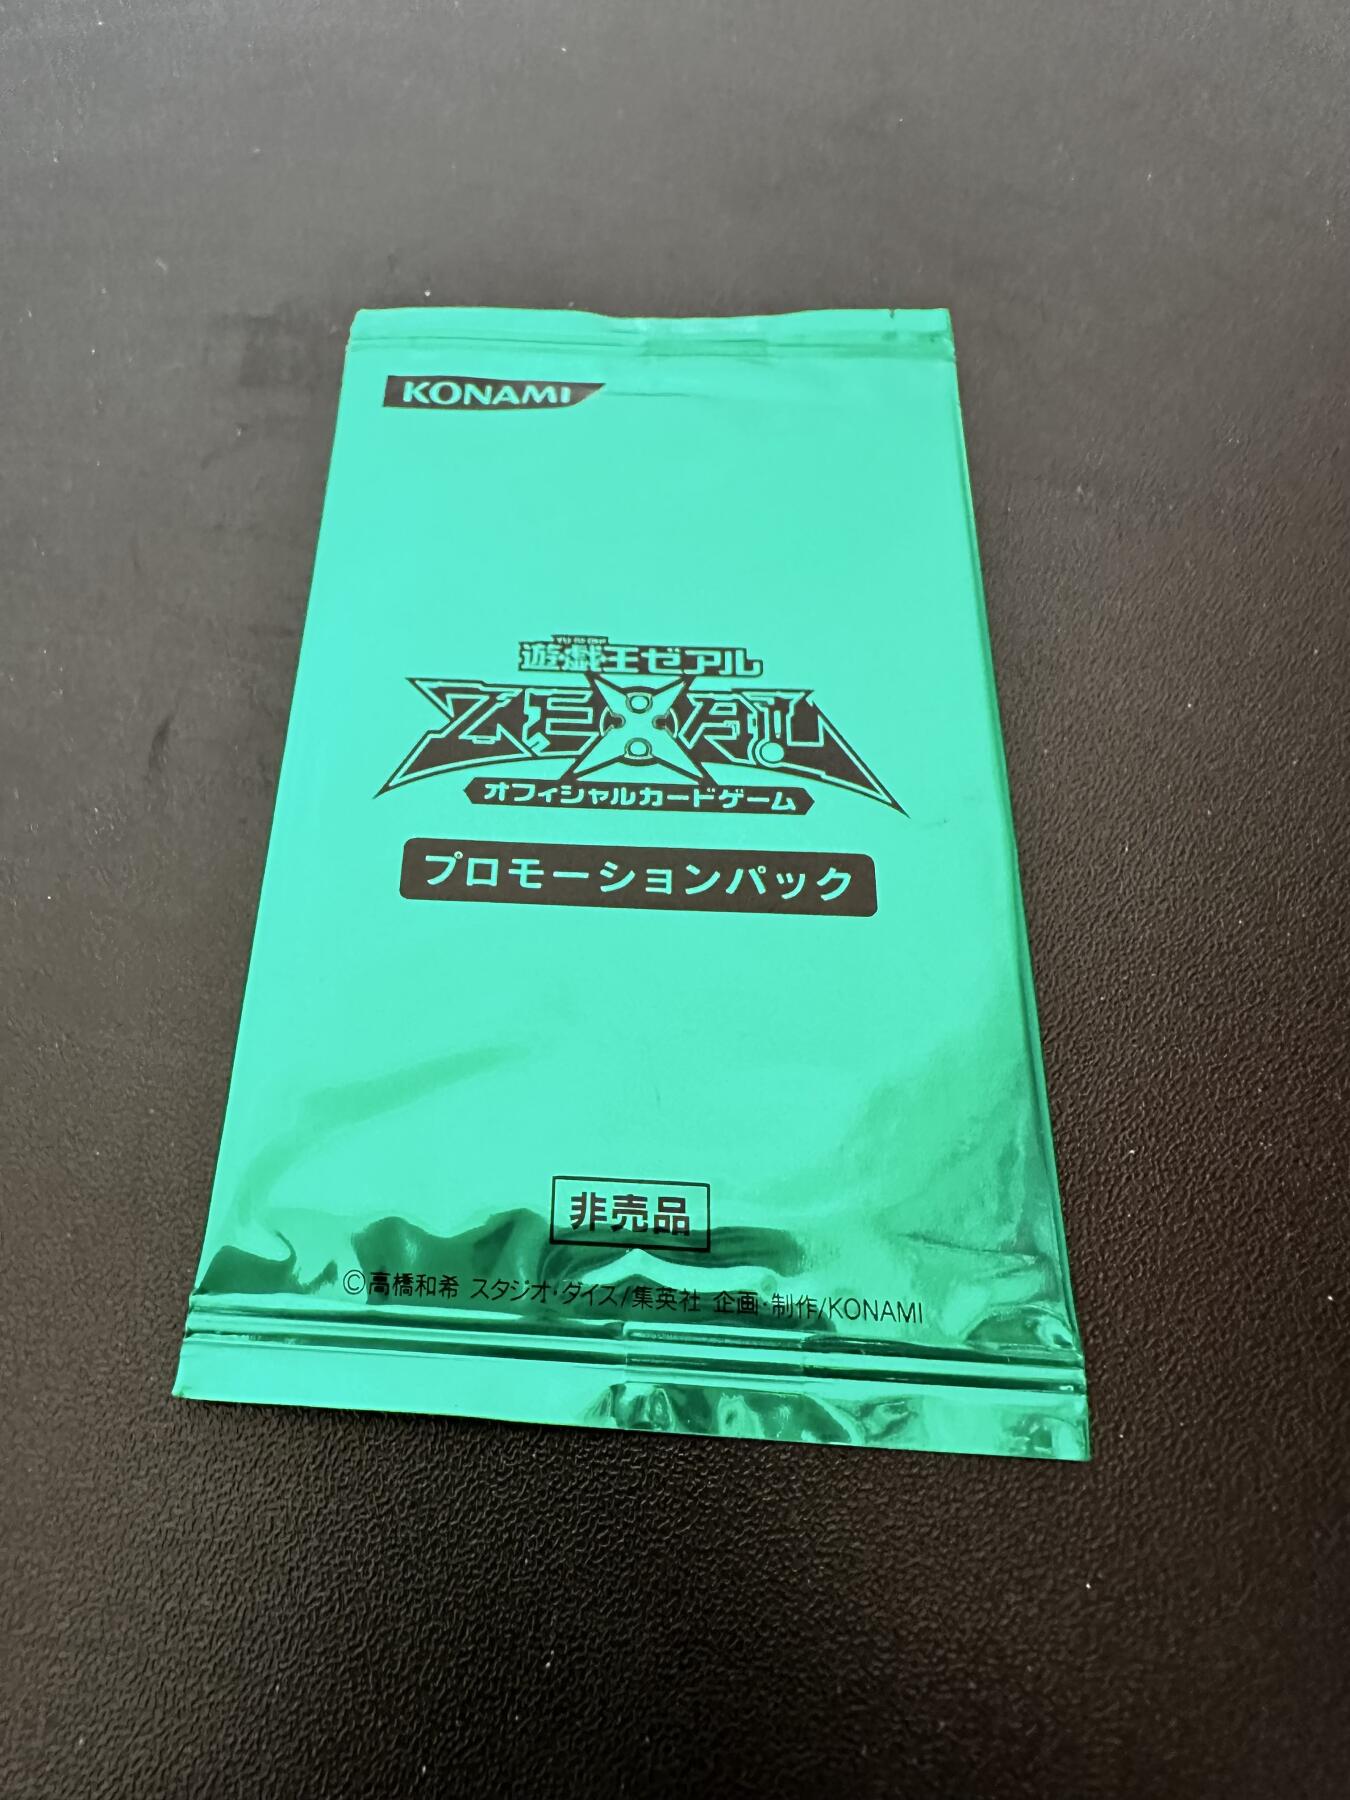 KONAMI
遊戯王ゼアル
ZEXAL
オフィシャルカードゲーム
プロモーションパック
非売品
©高橋和希 スタジオ・ダイス/集英社 企画・制作/KONAMI